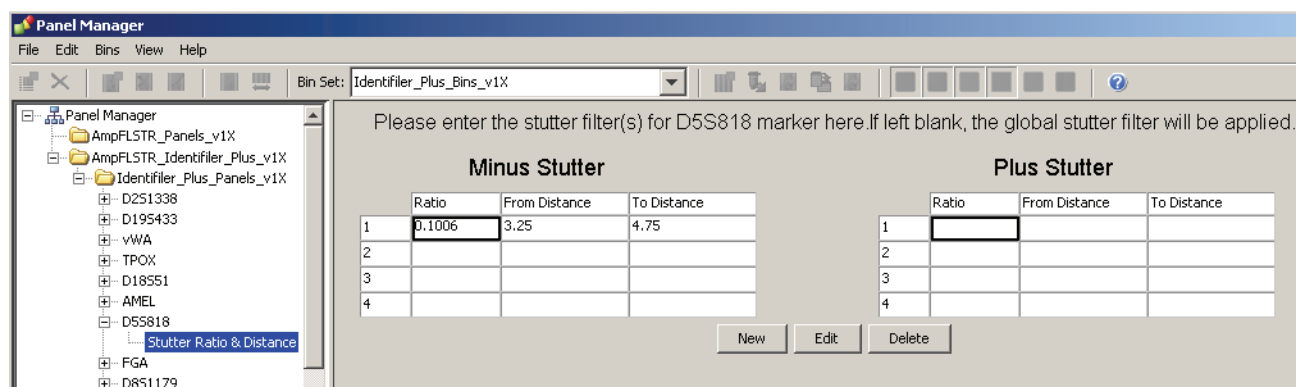 Panel Manager
File Edit Bins View Help
Bin Set: Identifiler_Plus_Bins_v1X
Panel Manager
AmpFLSTR_Panels_v1X
AmpFLSTR_Identifiler_Plus_v1X
Identifiler_Plus_Panels_v1X
D2S1338
D19S433
vWA
TPOX
D18S51
AMEL
D5S818
Stutter Ratio & Distance
FGA
D8S1179
Please enter the stutter filter(s) for D5S818 marker here.If left blank, the global stutter filter will be applied.
Minus Stutter
Ratio From Distance To Distance
1 0.1006 3.25 4.75
2
3
4
Plus Stutter
Ratio From Distance To Distance
1
2
3
4
New Edit Delete